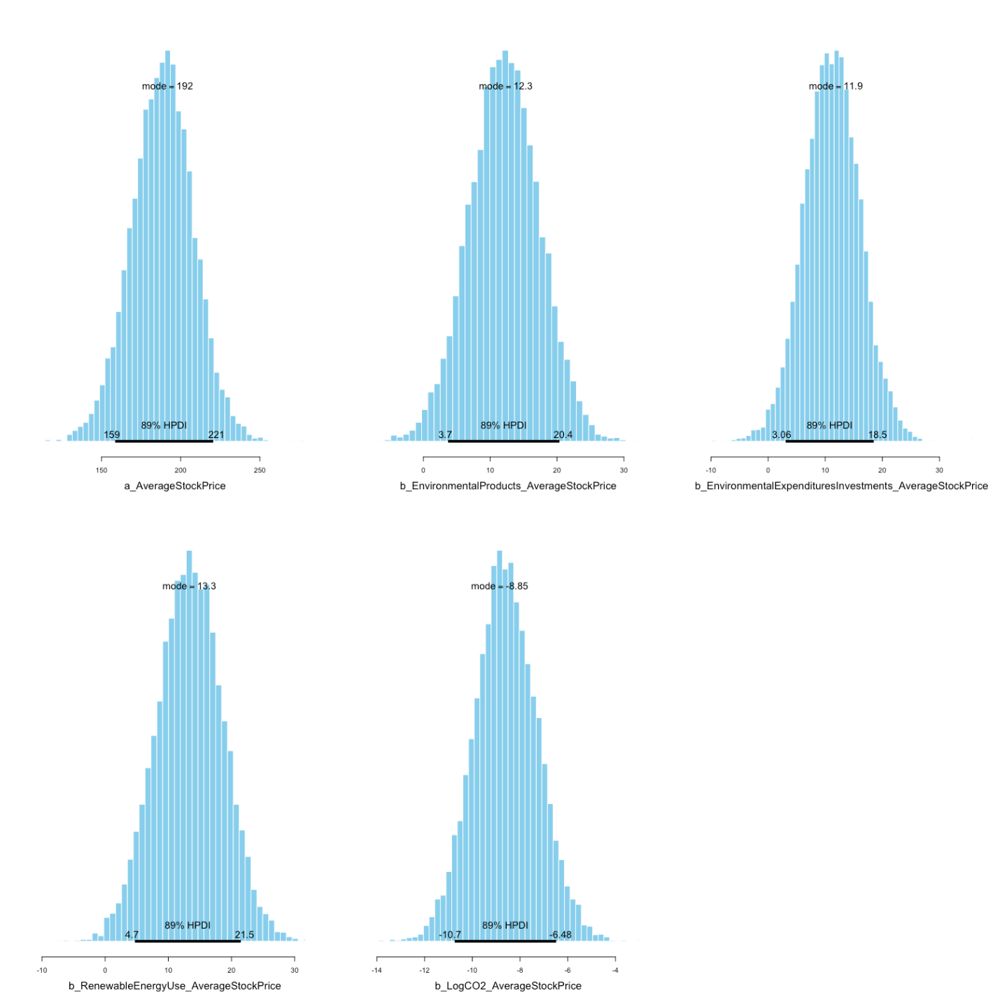 mode = 192
89% HPDI
159 221
150 200 250
a_AverageStockPrice
mode = 12.3
89% HPDI
3.7 20.4
0 10 20 30
b_EnvironmentalProducts_AverageStockPrice
mode = 11.9
89% HPDI
3.06 18.5
-10 0 10 20 30
b_EnvironmentalExpendituresInvestments_AverageStockPrice
mode = 13.3
89% HPDI
4.7 21.5
-10 0 10 20 30
b_RenewableEnergyUse_AverageStockPrice
mode = -8.85
89% HPDI
-10.7 -6.48
-14 -12 -10 -8 -6 -4
b_LogCO2_AverageStockPrice